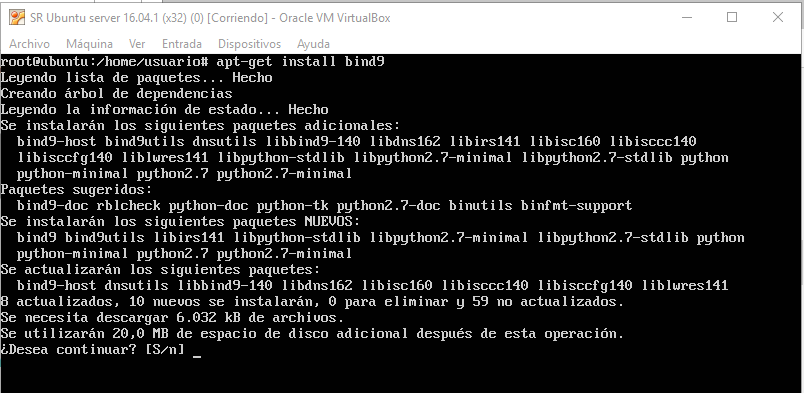 SR Ubuntu server 16.04.1 (x32) (0) [Corriendo] - Oracle VM VirtualBox
Archivo Máquina Ver Entrada Dispositivos Ayuda
root@ubuntu:/home/usuario# apt-get install bind9
Leyendo lista de paquetes... Hecho
Creando árbol de dependencias
Leyendo la información de estado... Hecho
Se instalarán los siguientes paquetes adicionales:
bind9-host bind9utils dnsutils libbind9-140 libdns162 libirs141 libisc160 libisccc140
libisccfg140 liblwres141 libpython-stdlib libpython2.7-minimal libpython2.7-stdlib python
python-minimal python2.7 python2.7-minimal
Paquetes sugeridos:
bind9-doc rblcheck python-doc python-tk python2.7-doc binutils binfmt-support
Se instalarán los siguientes paquetes NUEVOS:
bind9 bind9utils libirs141 libpython-stdlib libpython2.7-minimal libpython2.7-stdlib python
python-minimal python2.7 python2.7-minimal
Se actualizarán los siguientes paquetes:
bind9-host dnsutils libbind9-140 libdns162 libisc160 libisccc140 libisccfg140 liblwres141
8 actualizados, 10 nuevos se instalarán, 0 para eliminar y 59 no actualizados.
Se necesita descargar 6.032 kB de archivos.
Se utilizarán 20,0 MB de espacio de disco adicional después de esta operación.
¿Desea continuar? [S/n] _